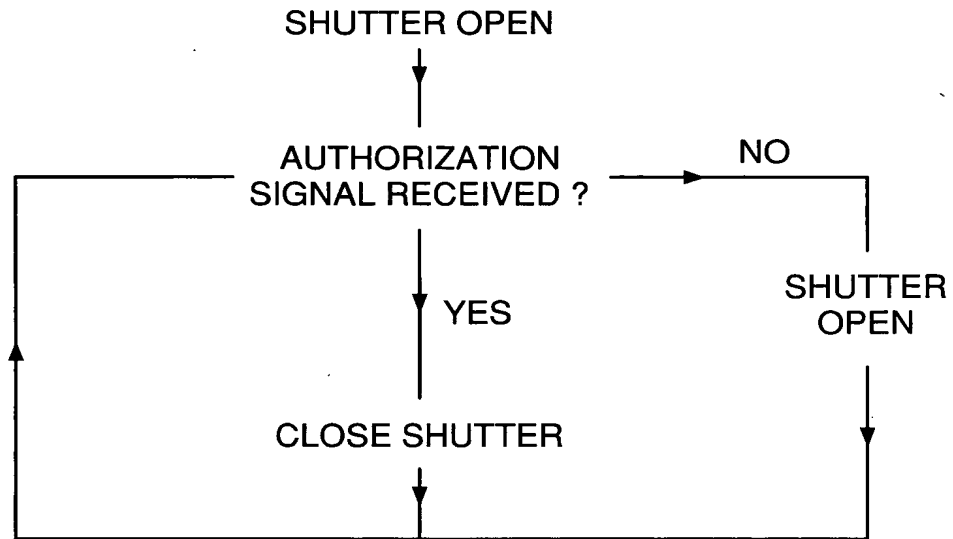 SHUTTER OPEN
AUTHORIZATION
SIGNAL RECEIVED ?
NO
YES
SHUTTER
OPEN
CLOSE SHUTTER